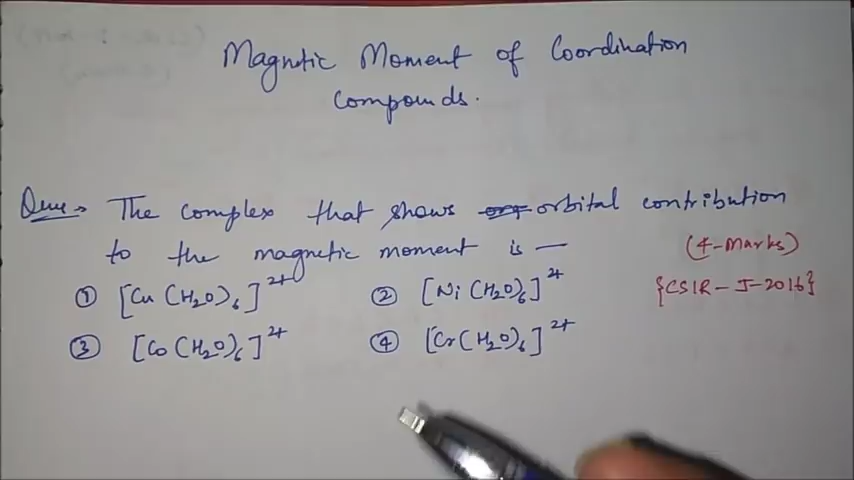 Magnetic Moment of Coordination
Compounds.
Que → The complex that shows orbital contribution
to the magnetic moment is —
(4-Marks)
① [Cu(H₂O)₆]²⁺ ② [Ni(H₂O)₆]²⁺
{CSIR-J-2016}
③ [Co(H₂O)₆]²⁺ ④ [Cr(H₂O)₆]²⁺